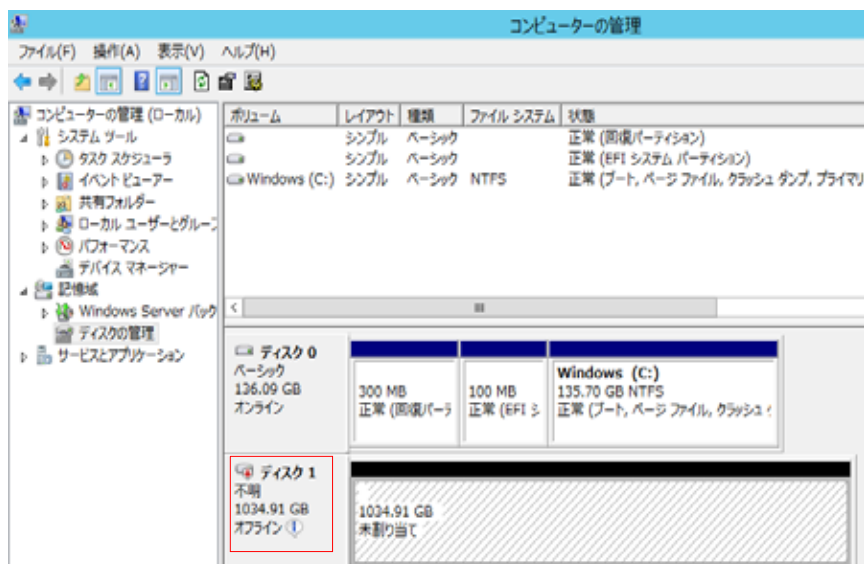 コンピューターの管理
ファイル(F) 操作(A) 表示(V) ヘルプ(H)
コンピューターの管理 (ローカル)
システム ツール
タスク スケジューラ
イベント ビューアー
共有フォルダー
ローカル ユーザーとグループ
パフォーマンス
デバイス マネージャー
記憶域
Windows Server バック
ディスクの管理
サービスとアプリケーション
ボリューム レイアウト 種類 ファイル システム 状態
シンプル ベーシック 正常 (回復パーティション)
シンプル ベーシック 正常 (EFI システム パーティション)
Windows (C:) シンプル ベーシック NTFS 正常 (ブート, ページ ファイル, クラッシュ ダンプ, プライマリ
ディスク 0
ベーシック
136.09 GB
オンライン
300 MB
正常 (回復パーテ
100 MB
正常 (EFI シ
Windows (C:)
135.70 GB NTFS
正常 (ブート, ページ ファイル, クラッシュ
ディスク 1
不明
1034.91 GB
オフライン
1034.91 GB
未割り当て